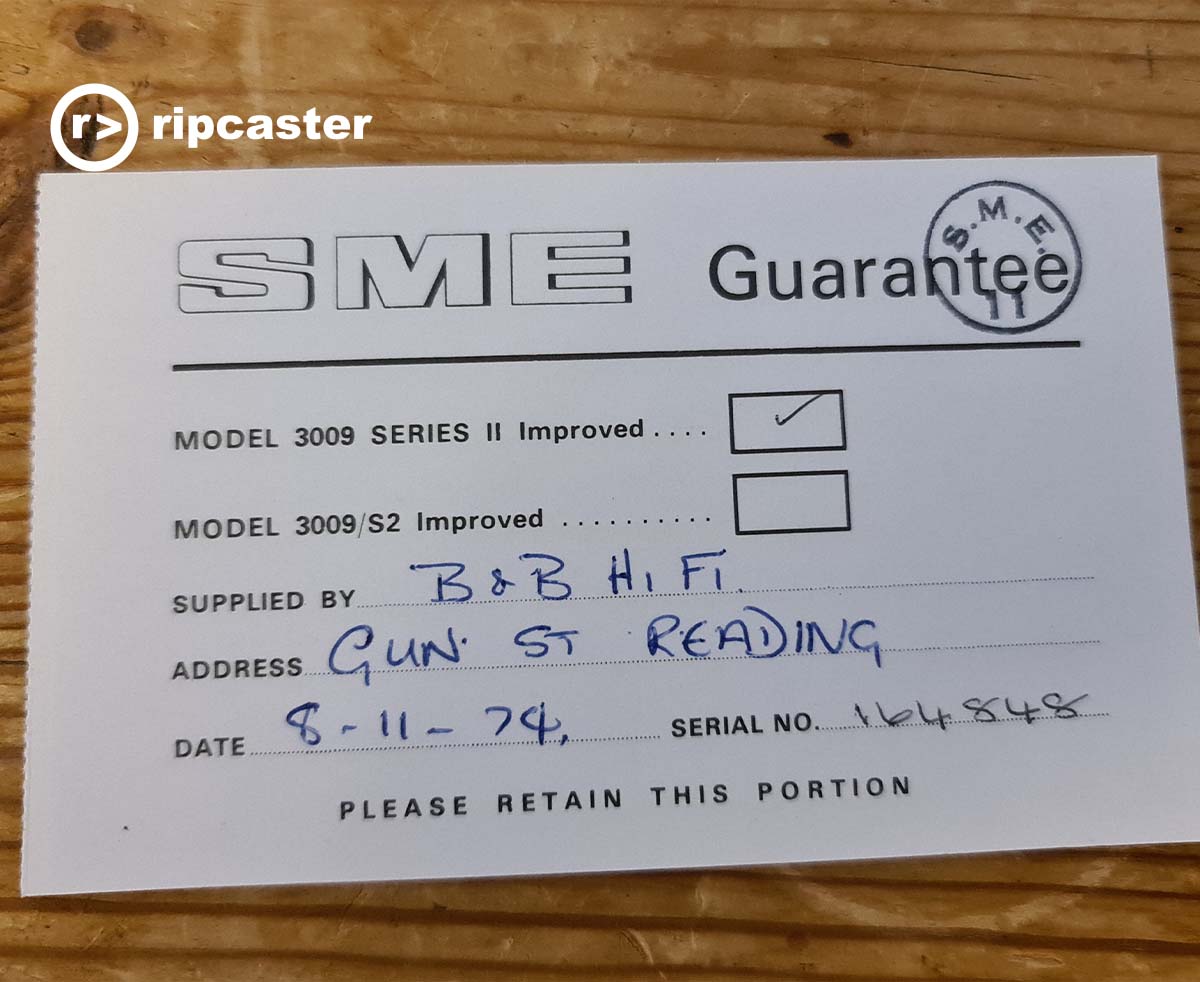 r> ripcaster
SME Guarantee
S.M.E.
11
MODEL 3009 SERIES II Improved .... ✓
MODEL 3009/S2 Improved ..........
SUPPLIED BY B & B HI FI.
ADDRESS GUN ST READING
DATE 8-11-74, SERIAL NO. 164848
PLEASE RETAIN THIS PORTION